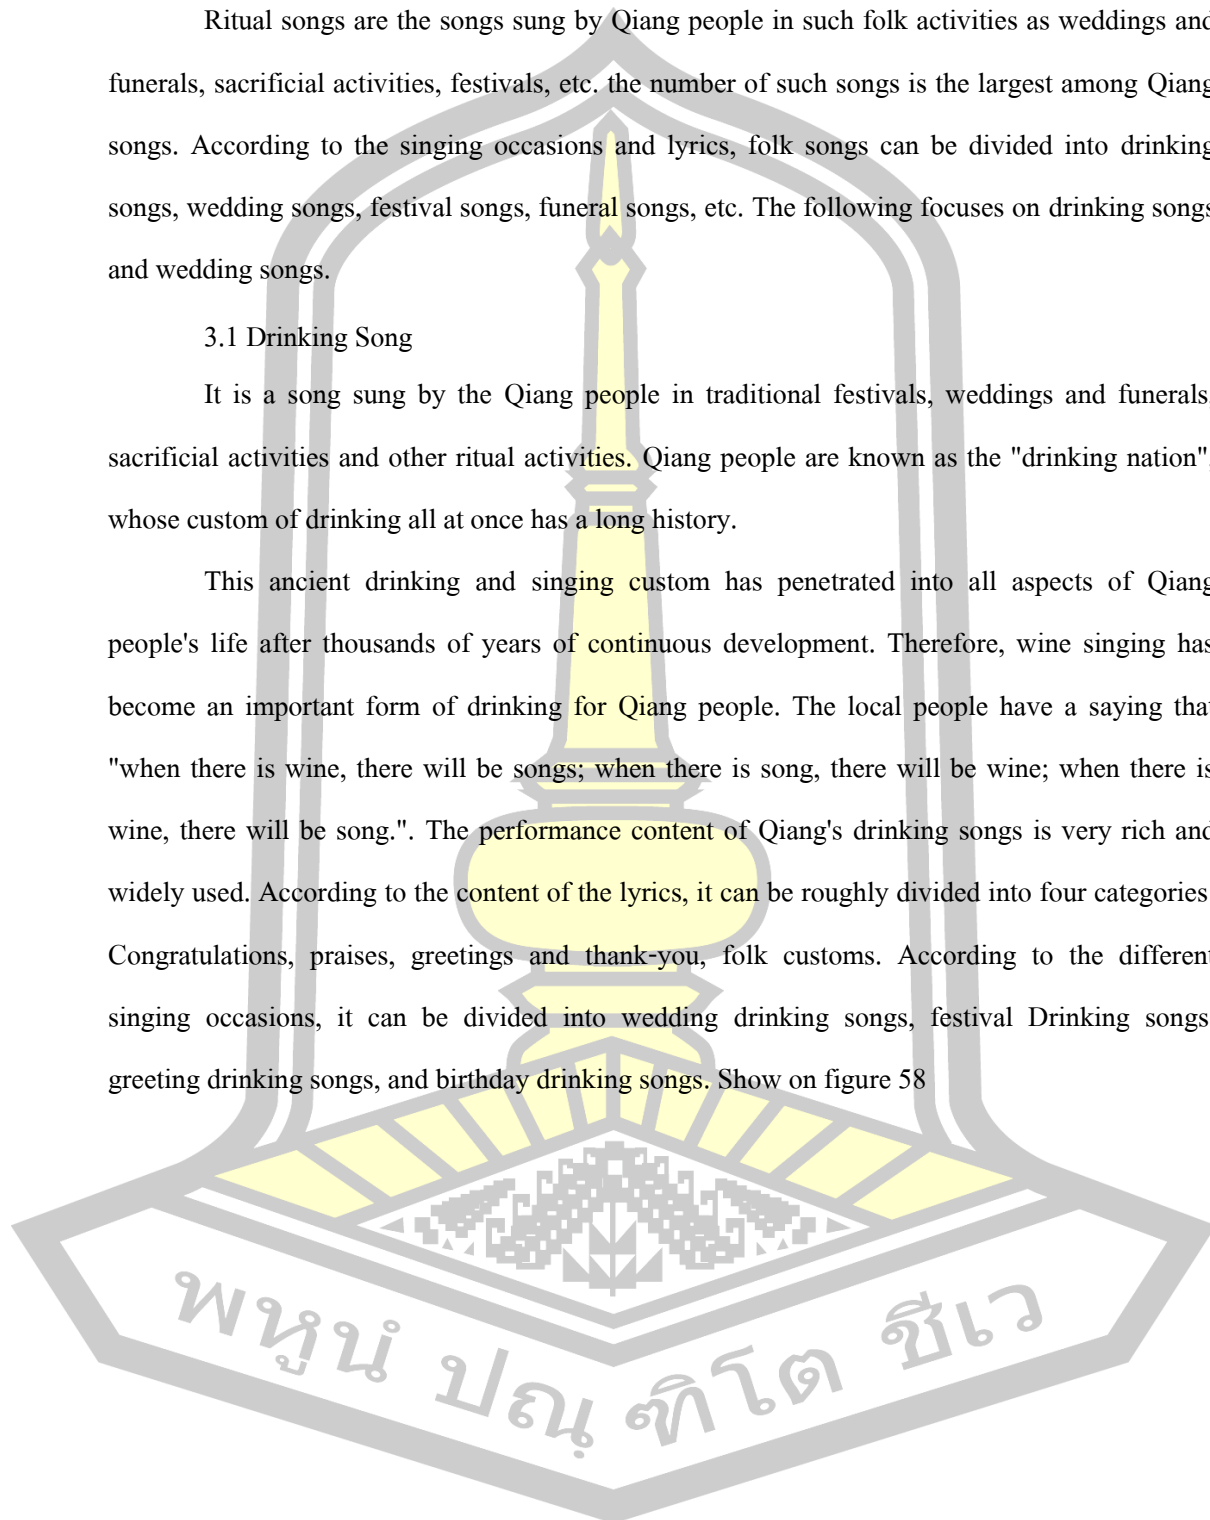 Ritual songs are the songs sung by Qiang people in such folk activities as weddings and
funerals, sacrificial activities, festivals, etc. the number of such songs is the largest among Qiang
songs. According to the singing occasions and lyrics, folk songs can be divided into drinking
songs, wedding songs, festival songs, funeral songs, etc. The following focuses on drinking songs
and wedding songs.
3.1 Drinking Song
It is a song sung by the Qiang people in traditional festivals, weddings and funerals,
sacrificial activities and other ritual activities. Qiang people are known as the "drinking nation",
whose custom of drinking all at once has a long history.
This ancient drinking and singing custom has penetrated into all aspects of Qiang
people's life after thousands of years of continuous development. Therefore, wine singing has
become an important form of drinking for Qiang people. The local people have a saying that
"when there is wine, there will be songs; when there is song, there will be wine; when there is
wine, there will be song.". The performance content of Qiang's drinking songs is very rich and
widely used. According to the content of the lyrics, it can be roughly divided into four categories
Congratulations, praises, greetings and thank-you, folk customs. According to the different
singing occasions, it can be divided into wedding drinking songs, festival Drinking songs
greeting drinking songs, and birthday drinking songs. Show on figure 58
พหูนํ ปณฺฑิโต ชีเว